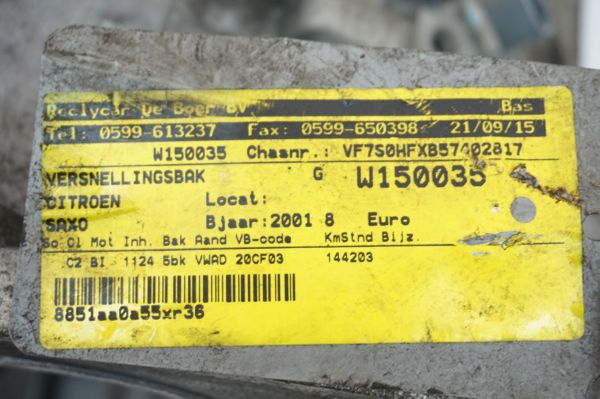 Reclycar De Boer BV Bas
Tel: 0599-613237 Fax: 0599-650398 21/09/15
W150035 Chasnr.: VF7S0HFXB57402817
VERSNELLINGSBAK G W150035
CITROEN Locat:
SAXO Bjaar:2001 8 Euro
So Cl Mot Inh. Bak Aand VB-code KmStnd Bijz.
C2 BI 1124 5bk VWAD 20CF03 144203
8851aa0a55xr36